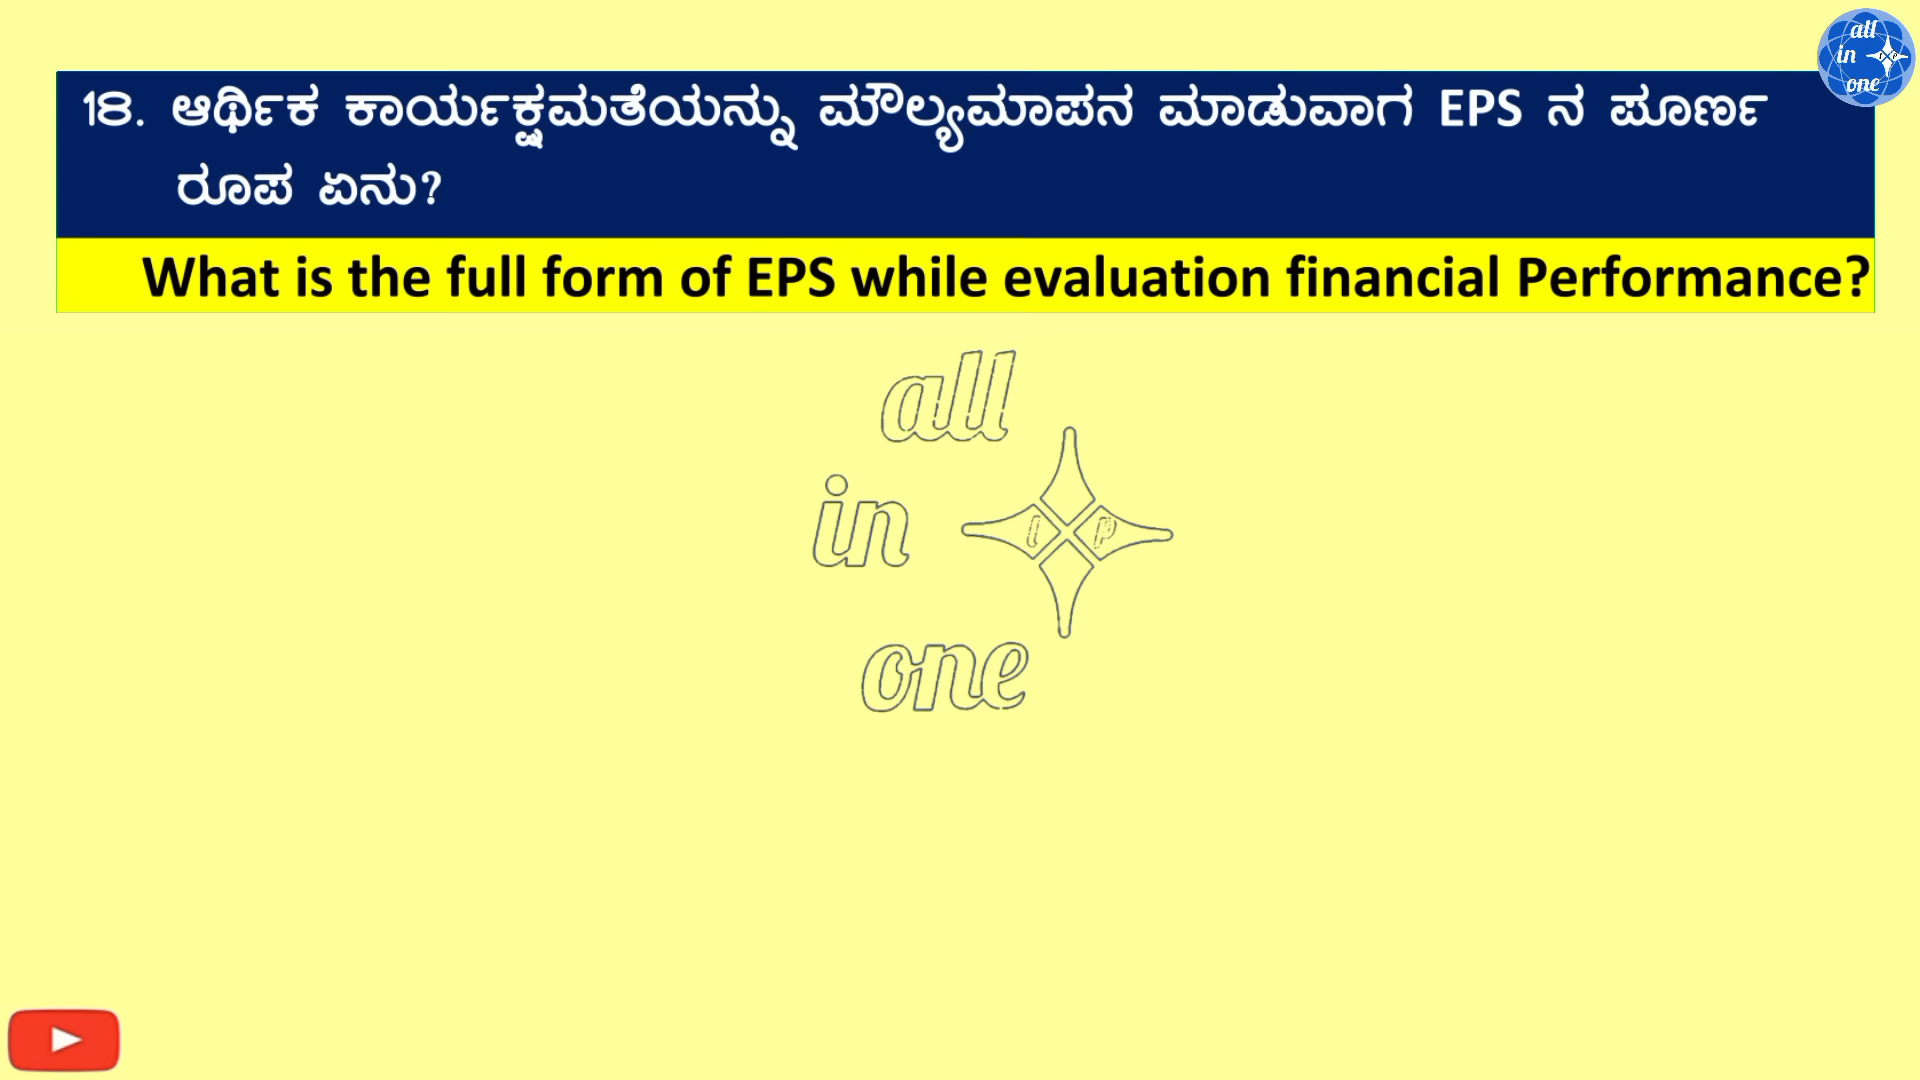 all
in
one
18. ಆರ್ಥಿಕ ಕಾರ್ಯಕ್ಷಮತೆಯನ್ನು ಮೌಲ್ಯಮಾಪನ ಮಾಡುವಾಗ EPS ನ ಪೂರ್ಣ
ರೂಪ ಏನು?
What is the full form of EPS while evaluation financial Performance?
all
in
I P
one